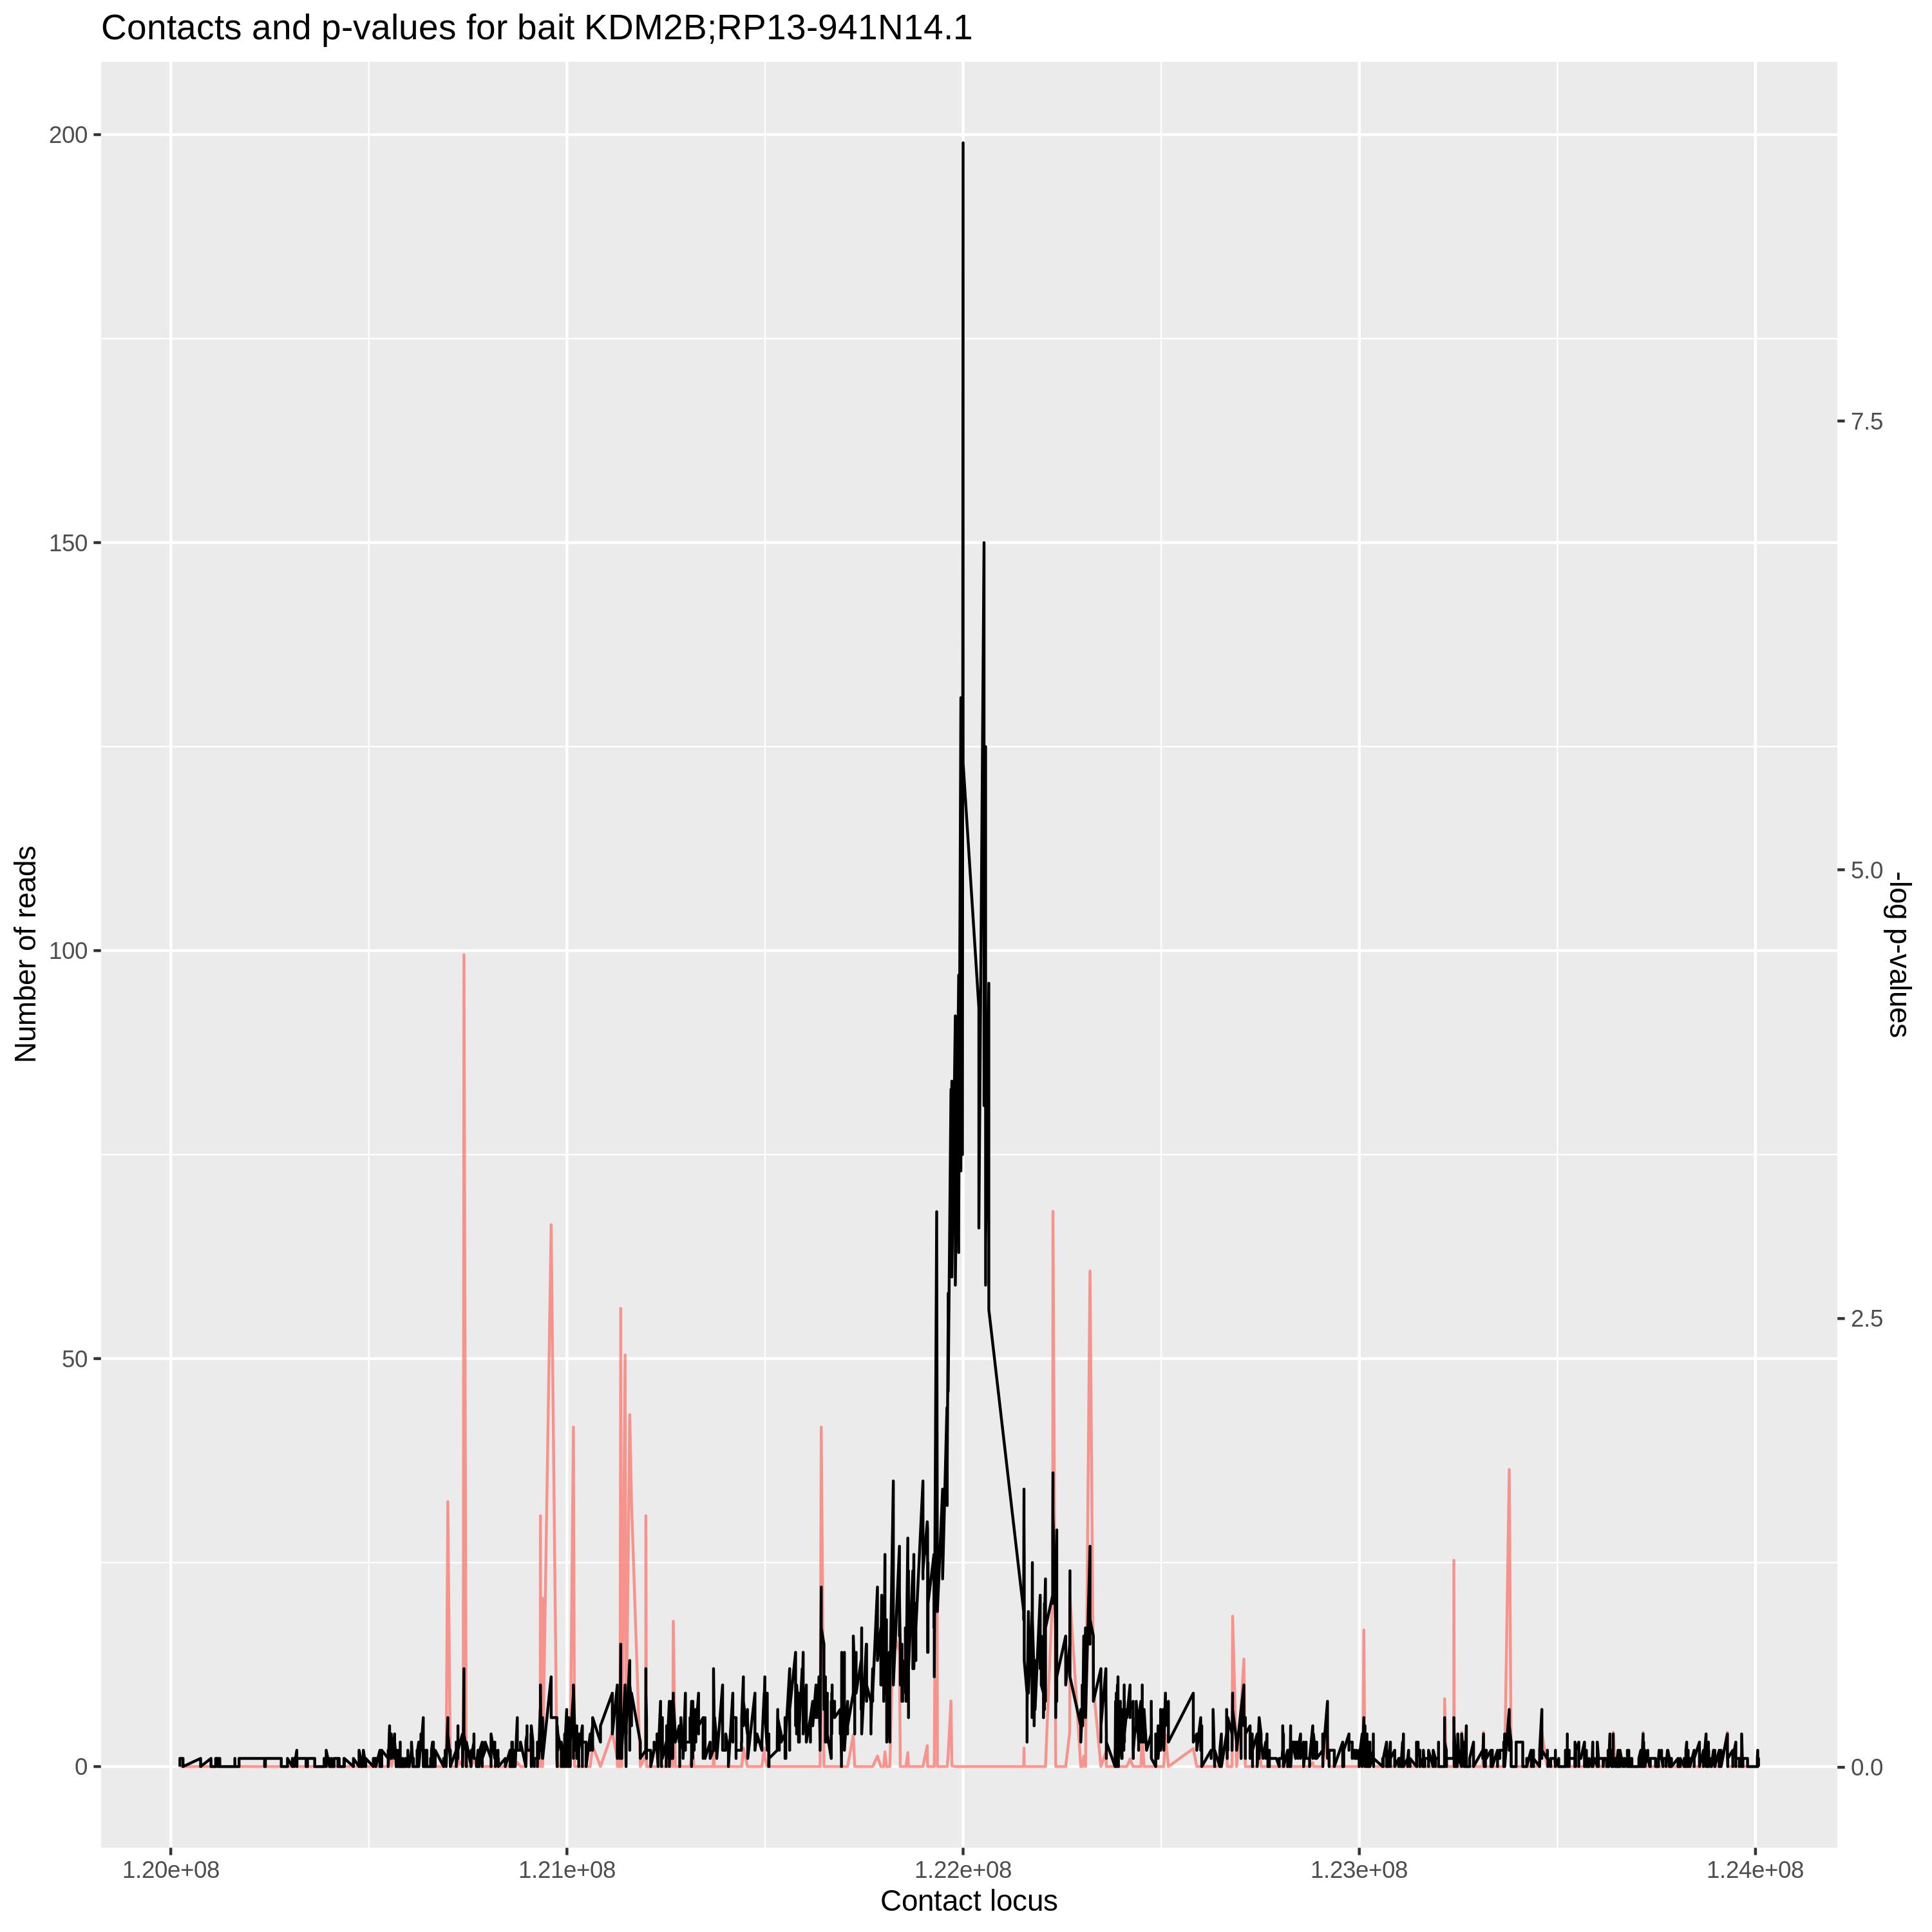 Contacts and p-values for bait KDM2B;RP13-941N14.1
200
150
100
50
0
Number of reads
7.5
5.0
2.5
0.0
-log p-values
1.20e+08
1.21e+08
1.22e+08
1.23e+08
1.24e+08
Contact locus